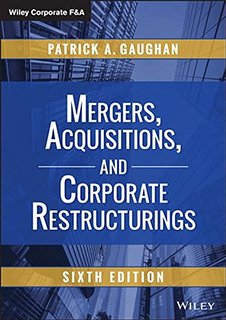 Wiley Corporate F&A
PATRICK A. GAUGHAN
MERGERS,
ACQUISITIONS,
AND
CORPORATE
RESTRUCTURINGS
SIXTH EDITION
WILEY